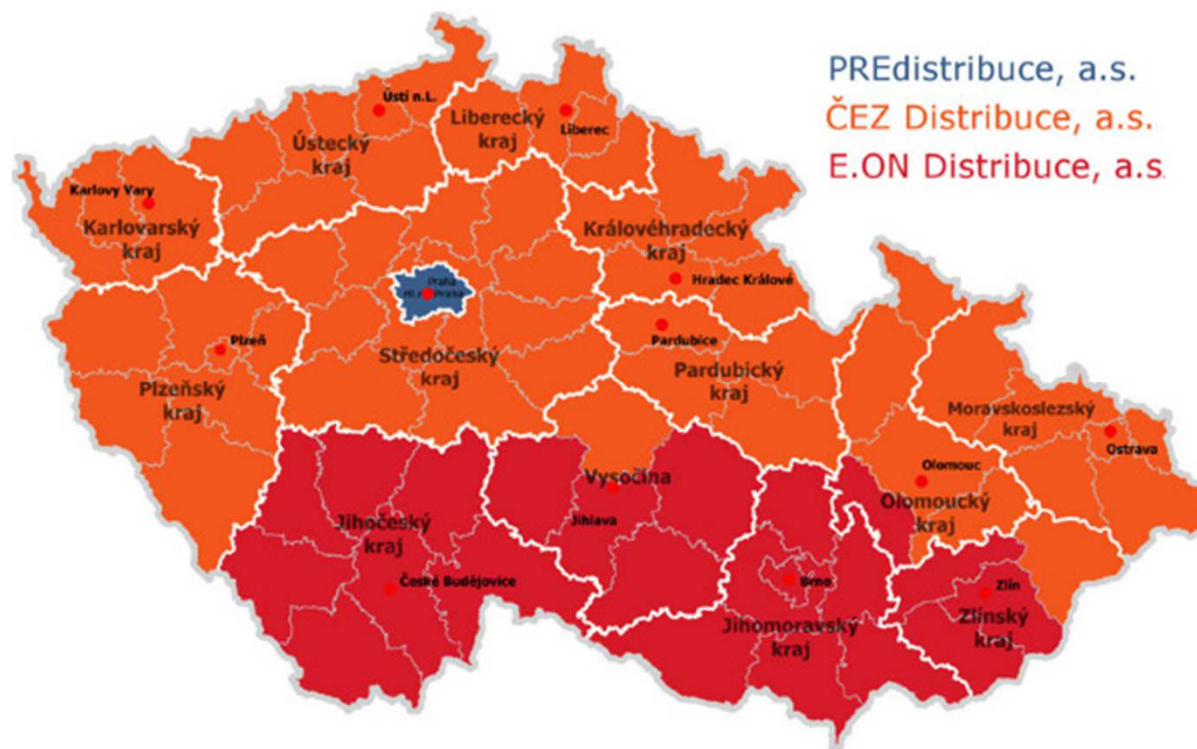 PREdistribuce, a.s.
ČEZ Distribuce, a.s.
E.ON Distribuce, a.s.
Ústí n.L.
Ústecký
kraj
Liberecký
kraj
Liberec
Karlovy Vary
Karlovarský
kraj
Královéhradecký
kraj
Hradec Králové
Praha
Praha
Plzeň
Plzeňský
kraj
Středočeský
kraj
Pardubice
Pardubický
kraj
Moravskoslezský
kraj
Ostrava
Olomouc
Olomoucký
kraj
Vysočina
Jihlava
Jihočeský
kraj
České Budějovice
Brno
Jihomoravský
kraj
Zlín
Zlínský
kraj